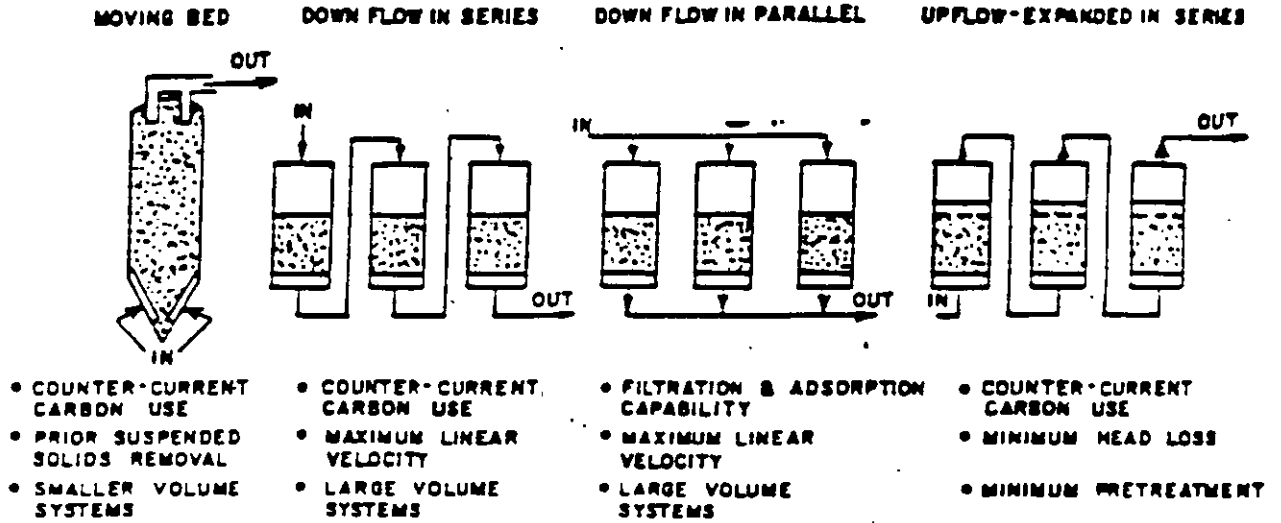 MOVING BED
OUT
IN
• COUNTER-CURRENT
CARBON USE
• PRIOR SUSPENDED
SOLIDS REMOVAL
• SMALLER VOLUME
SYSTEMS
DOWN FLOW IN SERIES
IN
OUT
• COUNTER-CURRENT
CARBON USE
• MAXIMUM LINEAR
VELOCITY
• LARGE VOLUME
SYSTEMS
DOWN FLOW IN PARALLEL
IN
OUT
• FILTRATION & ADSORPTION
CAPABILITY
• MAXIMUM LINEAR
VELOCITY
• LARGE VOLUME
SYSTEMS
UPFLOW-EXPANDED IN SERIES
OUT
IN
• COUNTER-CURRENT
CARBON USE
• MINIMUM HEAD LOSS
• MINIMUM PRETREATMENT